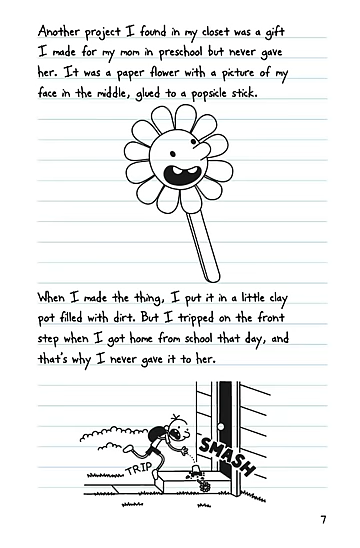 Another project I found in my closet was a gift
I made for my mom in preschool but never gave
her. It was a paper flower with a picture of my
face in the middle, glued to a popsicle stick.
When I made the thing, I put it in a little clay
pot filled with dirt. But I tripped on the front
step when I got home from school that day, and
that's why I never gave it to her.
SMASH
TRIP
7